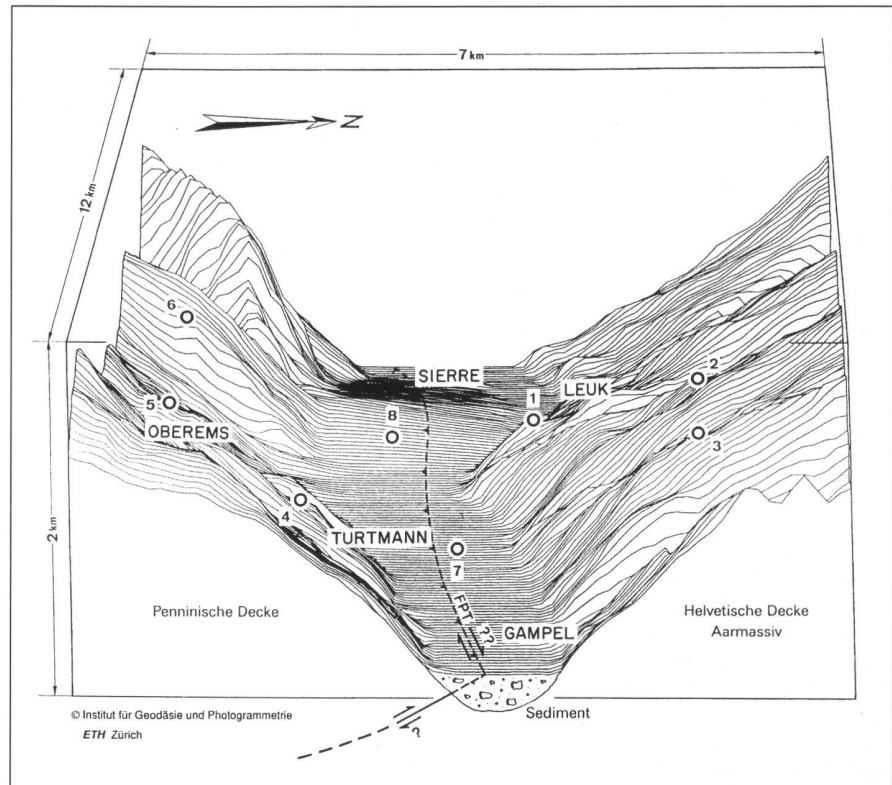 7 km
12 km
N
6
SIERRE
2
1
LEUK
5
8
OBEREMS
3
4
TURTMANN
7
2 km
Penninische Decke
FPT ??
GAMPEL
Helvetische Decke
Aarmassiv
© Institut für Geodäsie und Photogrammetrie
ETH Zürich
?
Sediment